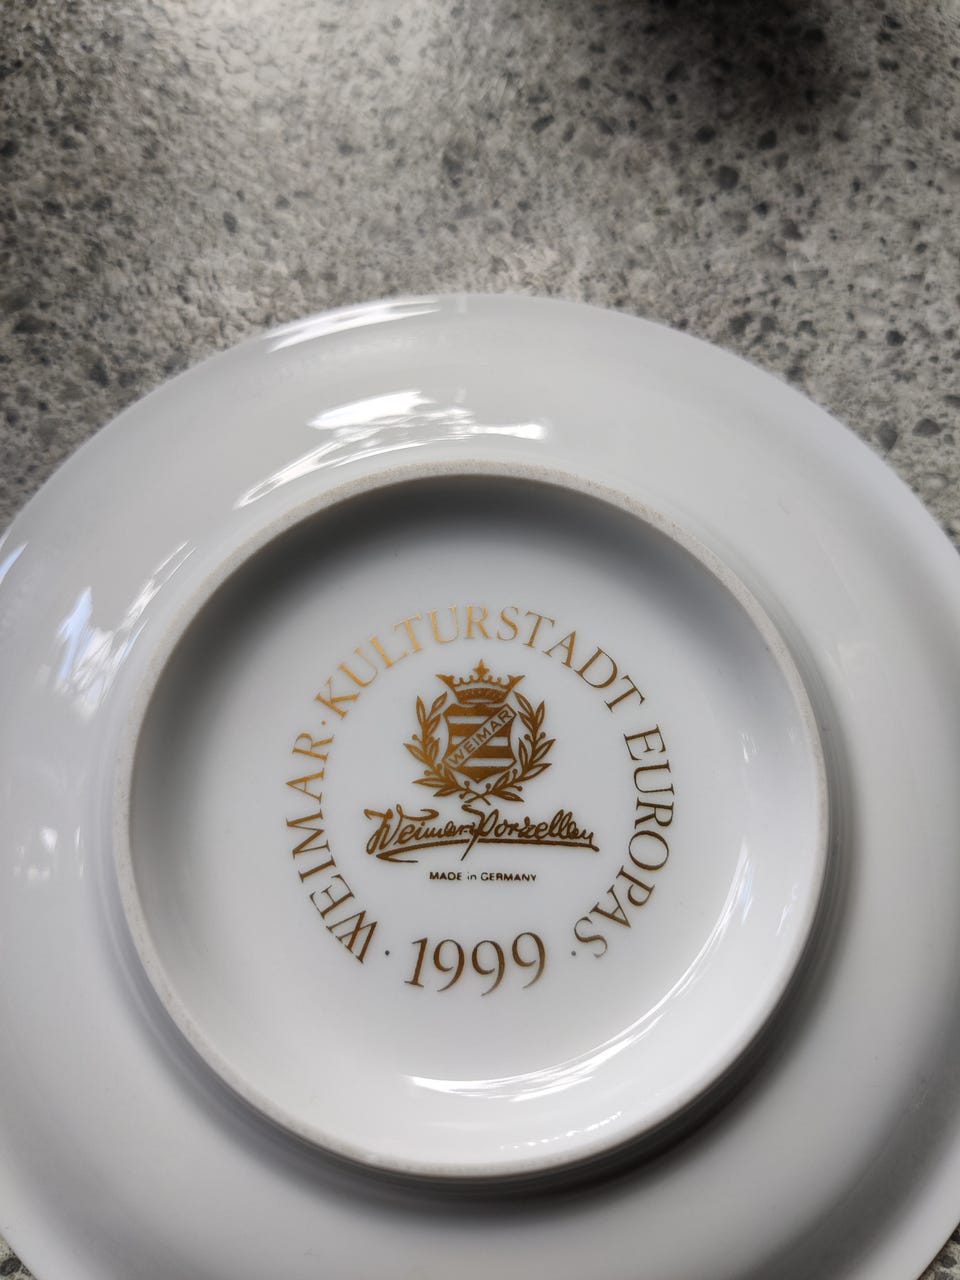 WEIMAR · KULTURSTADT EUROPAS ·
WEIMAR
Weimar Porzellan
MADE in GERMANY
· 1999 ·